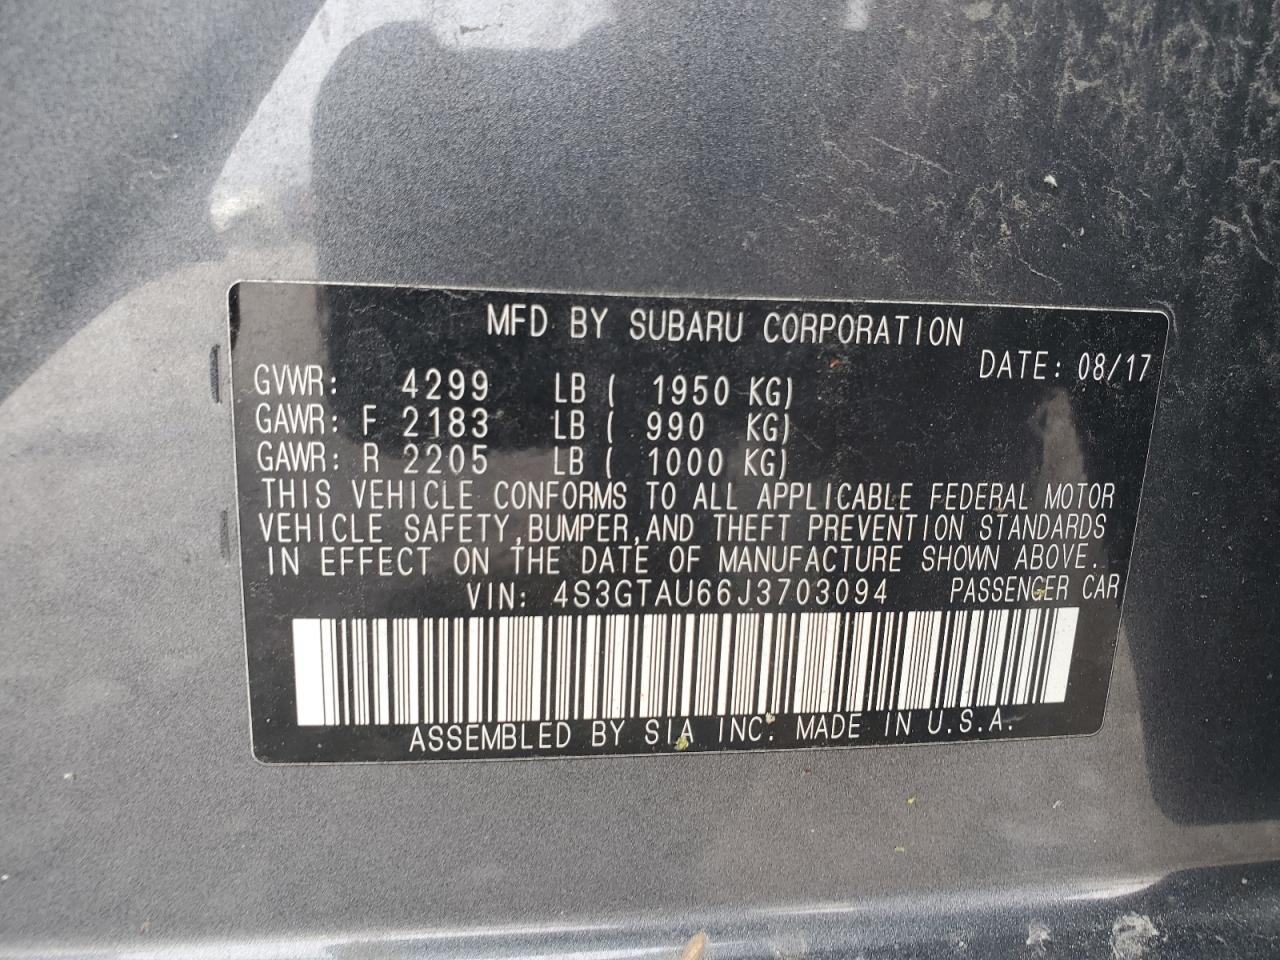 MFD BY SUBARU CORPORATION
DATE: 08/17
GVWR: 4299 LB ( 1950 KG)
GAWR: F 2183 LB ( 990 KG)
GAWR: R 2205 LB ( 1000 KG)
THIS VEHICLE CONFORMS TO ALL APPLICABLE FEDERAL MOTOR
VEHICLE SAFETY, BUMPER, AND THEFT PREVENTION STANDARDS
IN EFFECT ON THE DATE OF MANUFACTURE SHOWN ABOVE.
VIN: 4S3GTAU66J3703094 PASSENGER CAR
ASSEMBLED BY SIA INC. MADE IN U.S.A.